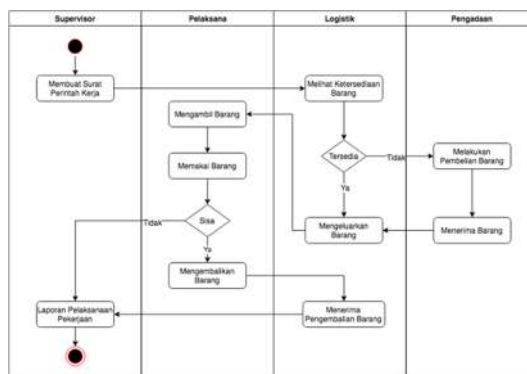 Supervisor
Pelaksana
Logistik
Pengadaan
Membuat Surat
Perintah Kerja
Melihat Ketersediaan
Barang
Mengambil Barang
Tersedia
Tidak
Melakukan
Pembelian Barang
Memakai Barang
Ya
Sisa
Tidak
Mengeluarkan
Barang
Menerima Barang
Ya
Mengembalikan
Barang
Laporan Pelaksanaan
Pekerjaan
Menerima
Pengembalian Barang